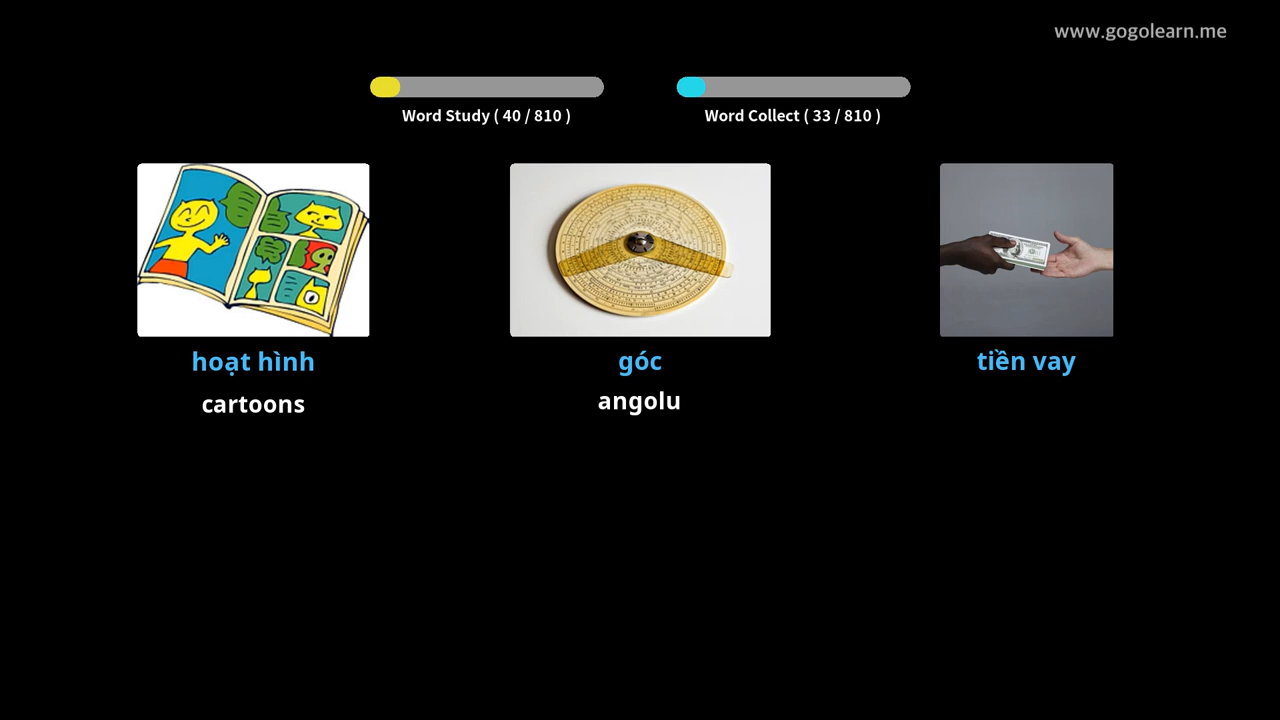 www.gogolearn.me
Word Study ( 40 / 810 )
Word Collect ( 33 / 810 )
hoạt hình
góc
tiền vay
cartoons
angolu